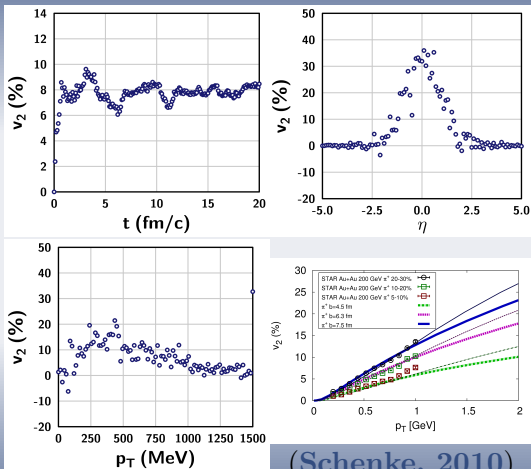 14
12
10
8
6
4
2
0
v2 (%)
0 5 10 15 20
t (fm/c)
50
40
30
20
10
0
-10
-20
v2 (%)
-5.0 -2.5 0.0 2.5 5.0
η
50
40
30
20
10
0
-10
-20
v2 (%)
0 250 500 750 1000 1250 1500
pT (MeV)
30
25
20
15
10
5
0
v2 (%)
STAR Au+Au 200 GeV π+ 20-30%
STAR Au+Au 200 GeV π+ 10-20%
STAR Au+Au 200 GeV π+ 5-10%
π+ b=4.5 fm
π+ b=6.3 fm
π+ b=7.5 fm
0 0.5 1 1.5 2
pT [GeV]
(Schenke, 2010)